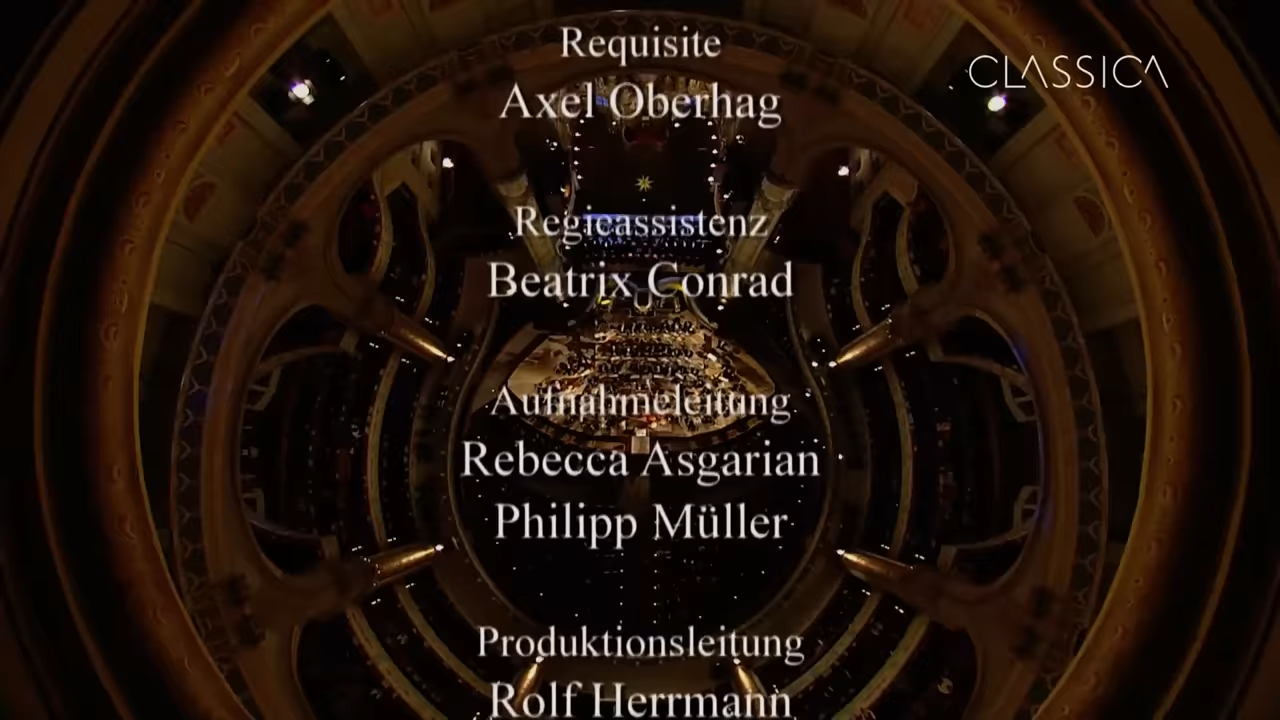 Requisite
CLASSICA
Axel Oberhag
Regieassistenz
Beatrix Conrad
Aufnahmeleitung
Rebecca Asgarian
Philipp Müller
Produktionsleitung
Rolf Herrmann